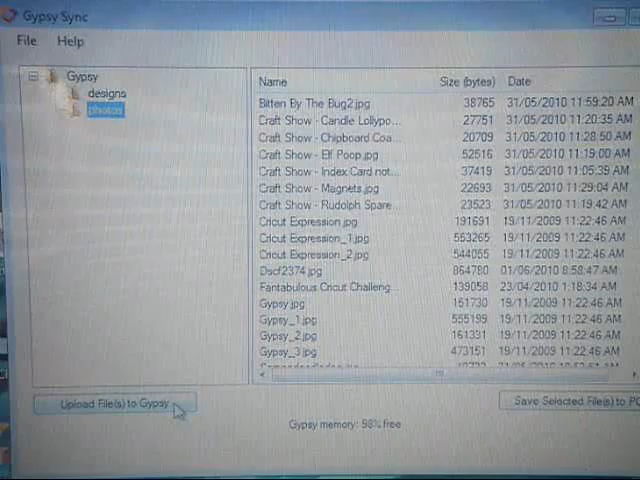 Gypsy Sync
File Help
Gypsy
designs
photos
Name Size (bytes) Date
Bitten By The Bug2.jpg 38765 31/05/2010 11:59:20 AM
Craft Show - Candle Lollypo... 27751 31/05/2010 11:20:35 AM
Craft Show - Chipboard Coa... 20709 31/05/2010 11:28:50 AM
Craft Show - Elf Poop.jpg 52516 31/05/2010 11:19:00 AM
Craft Show - Index Card not... 37419 31/05/2010 11:05:39 AM
Craft Show - Magnets.jpg 22693 31/05/2010 11:29:04 AM
Craft Show - Rudolph Spare... 23523 31/05/2010 11:19:42 AM
Cricut Expression.jpg 191691 19/11/2009 11:22:46 AM
Cricut Expression_1.jpg 553265 19/11/2009 11:22:46 AM
Cricut Expression_2.jpg 544055 19/11/2009 11:22:46 AM
Dscf2374.jpg 864780 01/06/2010 8:58:47 AM
Fantabulous Cricut Challeng... 139058 23/04/2010 1:18:34 AM
Gypsy.jpg 151730 19/11/2009 11:22:46 AM
Gypsy_1.jpg 555199 19/11/2009 11:22:46 AM
Gypsy_2.jpg 161331 19/11/2009 11:22:46 AM
Gypsy_3.jpg 473151 19/11/2009 11:22:46 AM
Upload File(s) to Gypsy
Save Selected File(s) to PC
Gypsy memory: 58% free